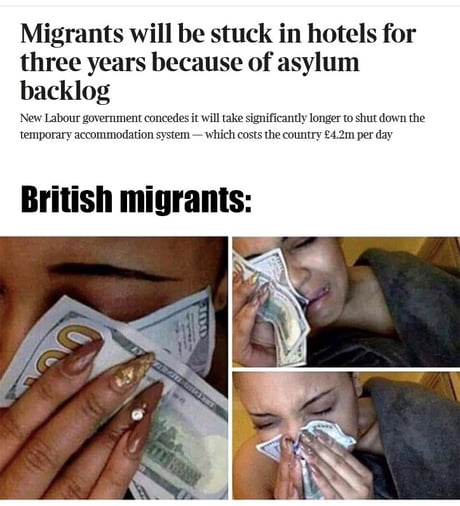 Migrants will be stuck in hotels for
three years because of asylum
backlog
New Labour government concedes it will take significantly longer to shut down the
temporary accommodation system — which costs the country £4.2m per day
British migrants:
100